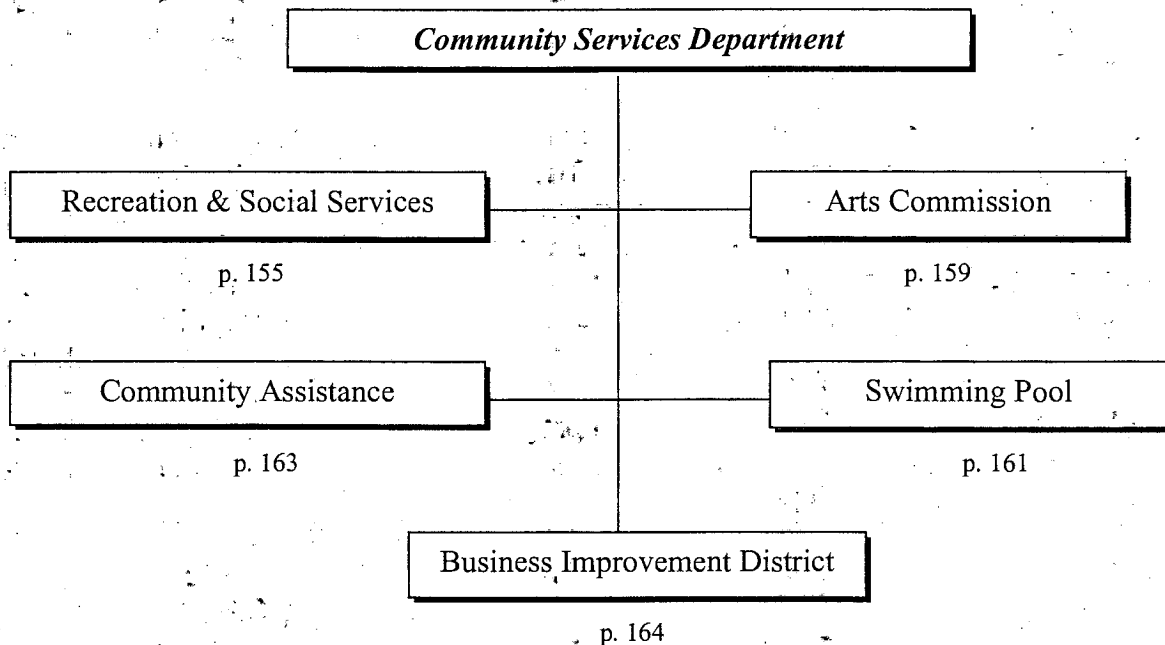 Community Services Department
Recreation & Social Services
Arts Commission
p. 155
p. 159
Community Assistance
Swimming Pool
p. 163
p. 161
Business Improvement District
p. 164